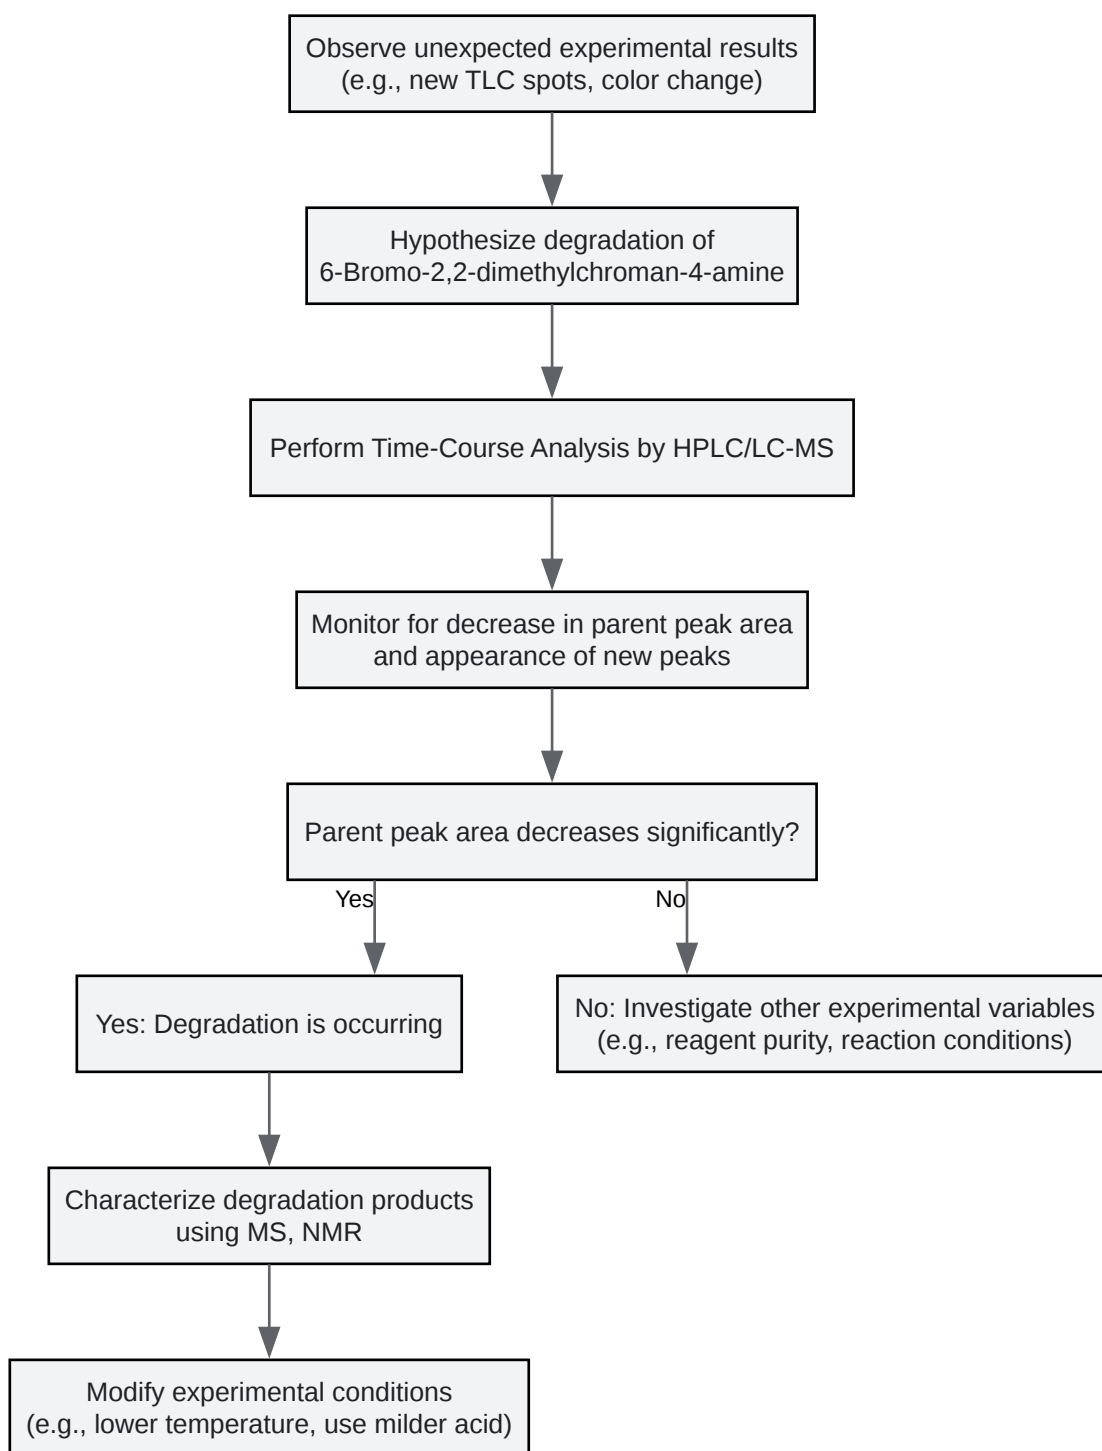 Observe unexpected experimental results
(e.g., new TLC spots, color change)
Hypothesize degradation of
6-Bromo-2,2-dimethylchroman-4-amine
Perform Time-Course Analysis by HPLC/LC-MS
Monitor for decrease in parent peak area
and appearance of new peaks
Parent peak area decreases significantly?
Yes
No
Yes: Degradation is occurring
No: Investigate other experimental variables
(e.g., reagent purity, reaction conditions)
Characterize degradation products
using MS, NMR
Modify experimental conditions
(e.g., lower temperature, use milder acid)